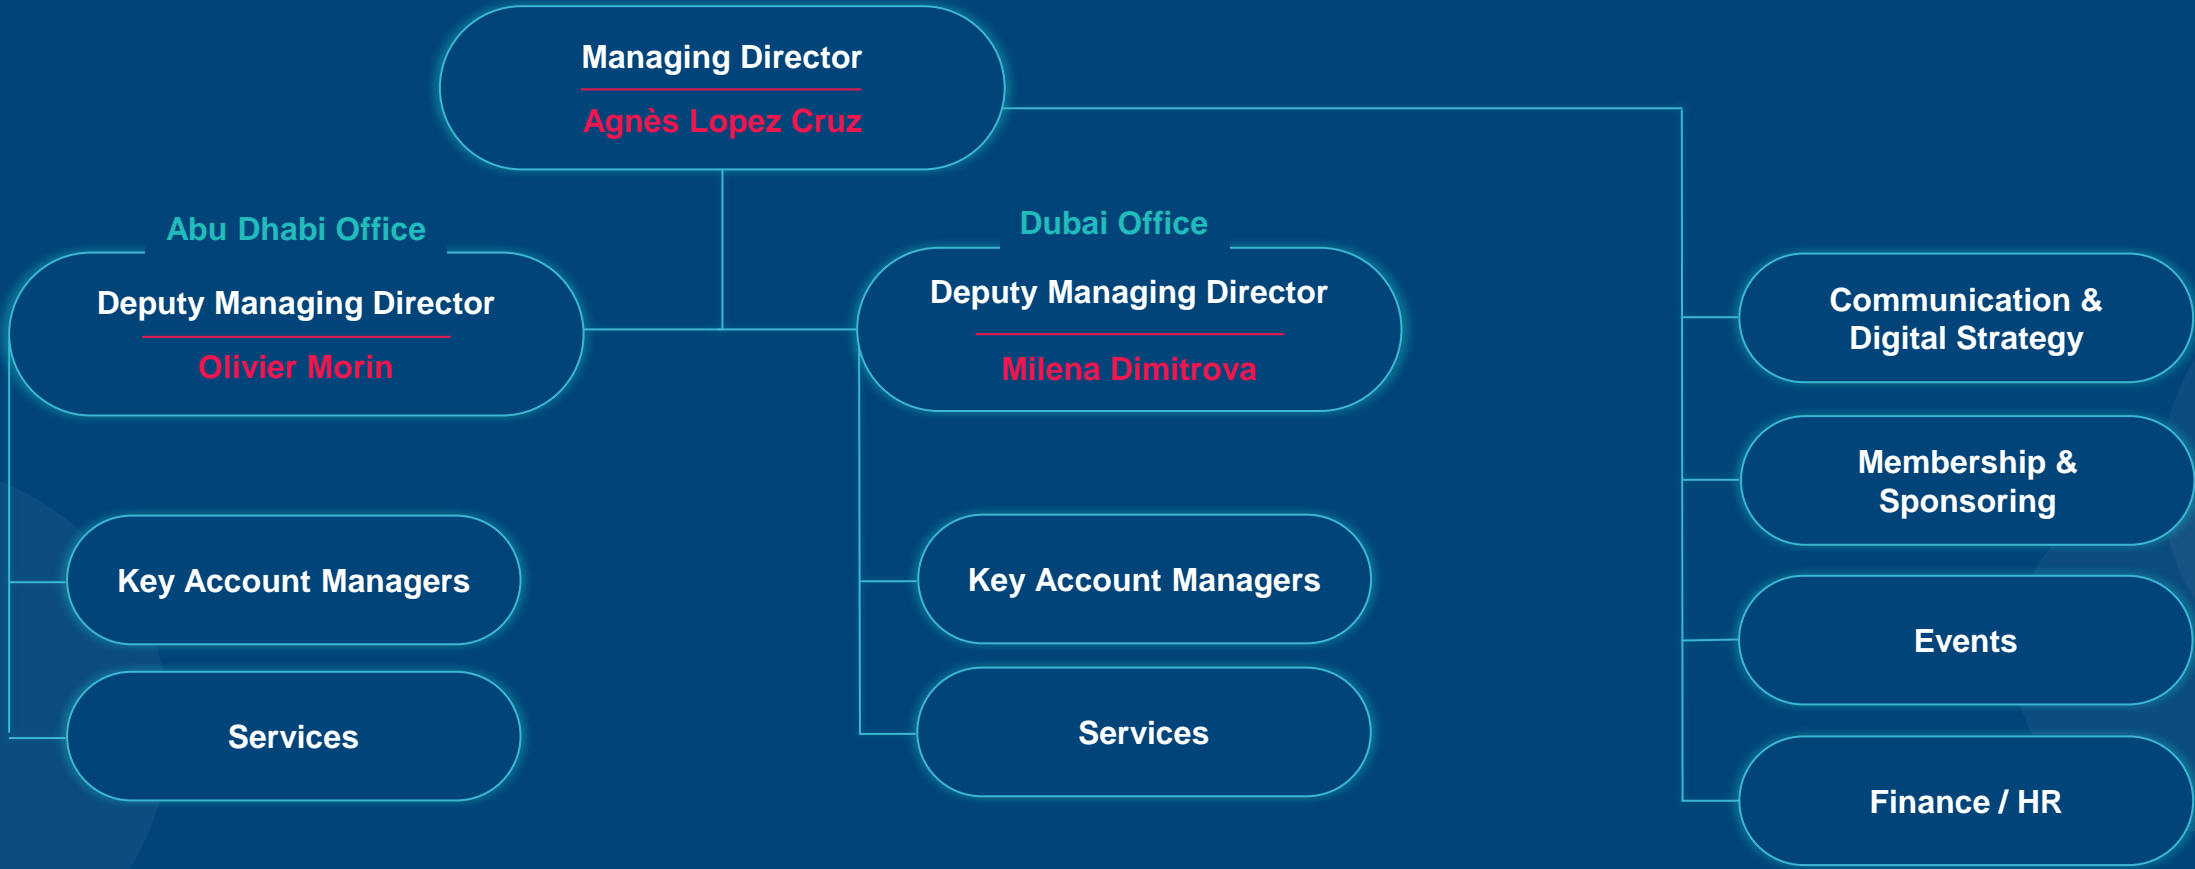 Managing Director
Agnès Lopez Cruz
Abu Dhabi Office
Deputy Managing Director
Olivier Morin
Key Account Managers
Services
Dubai Office
Deputy Managing Director
Milena Dimitrova
Key Account Managers
Services
Communication &
Digital Strategy
Membership &
Sponsoring
Events
Finance / HR